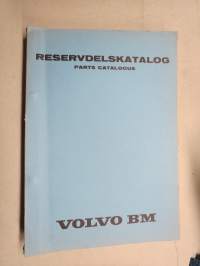 RESERVDELSKATALOG
PARTS CATALOGUE
VOLVO BM